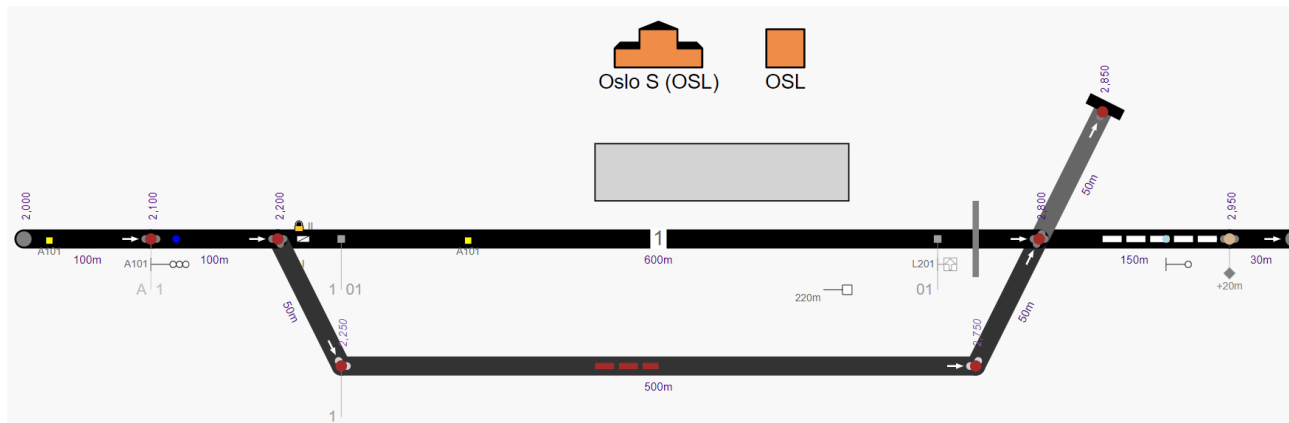 Oslo S (OSL)
OSL
2,850
2,000
2,100
2,200
2,800
2,950
50m
1
A101
100m
A101
100m
A101
600m
L201
150m
30m
A 1
1 01
220m
01
+20m
50m
2,250
2,750
50m
500m
1